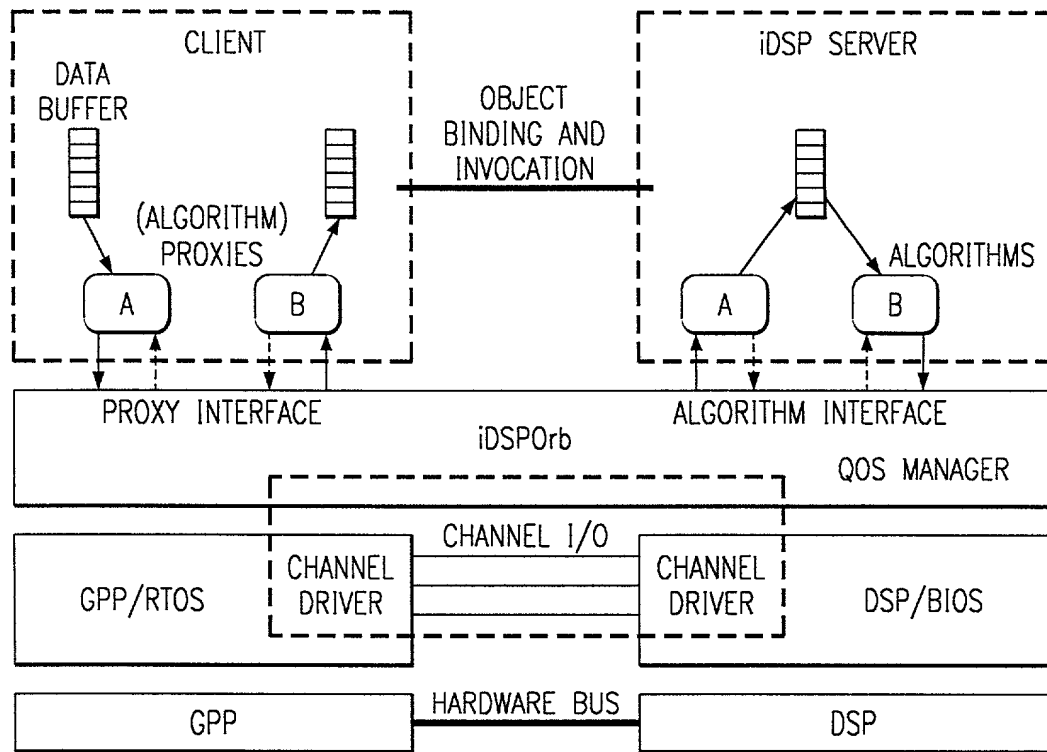 CLIENT
iDSP SERVER
DATA
BUFFER
OBJECT
BINDING AND
INVOCATION
(ALGORITHM)
PROXIES
ALGORITHMS
A
B
A
B
PROXY INTERFACE
ALGORITHM INTERFACE
iDSPOrb
QOS MANAGER
CHANNEL I/O
GPP/RTOS
CHANNEL
DRIVER
CHANNEL
DRIVER
DSP/BIOS
GPP
HARDWARE BUS
DSP